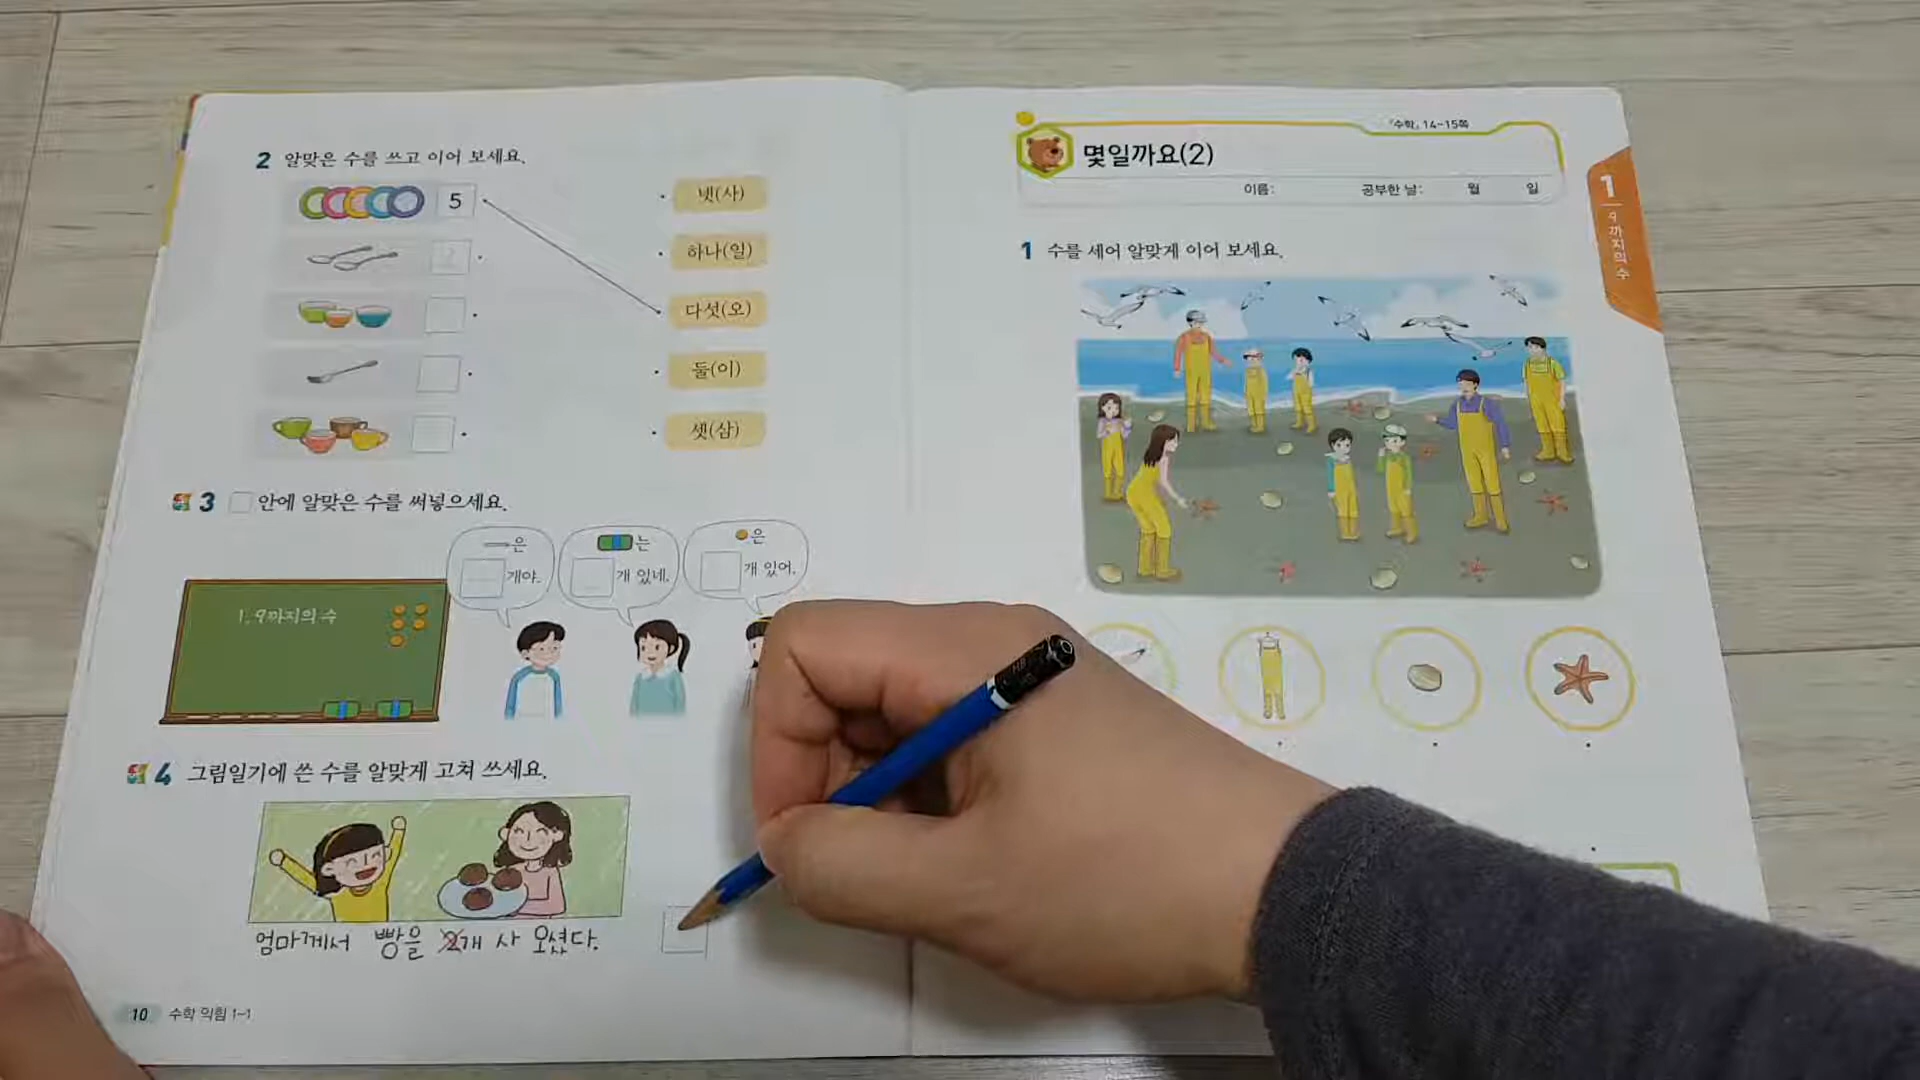 2 알맞은 수를 쓰고 이어 보세요.
5
넷(사)
2
하나(일)
다섯(오)
둘(이)
셋(삼)
3 □ 안에 알맞은 수를 써넣으세요.
은
개야.
는
개 있네.
은
개 있어.
1. 9까지의 수
4 그림일기에 쓴 수를 알맞게 고쳐 쓰세요.
엄마께서 빵을 2개 사 오셨다.
10 수학 익힘 1-1
『수학』 14~15쪽
몇일까요(2)
이름: 공부한 날: 월 일
1
9까지의 수
1 수를 세어 알맞게 이어 보세요.
HB